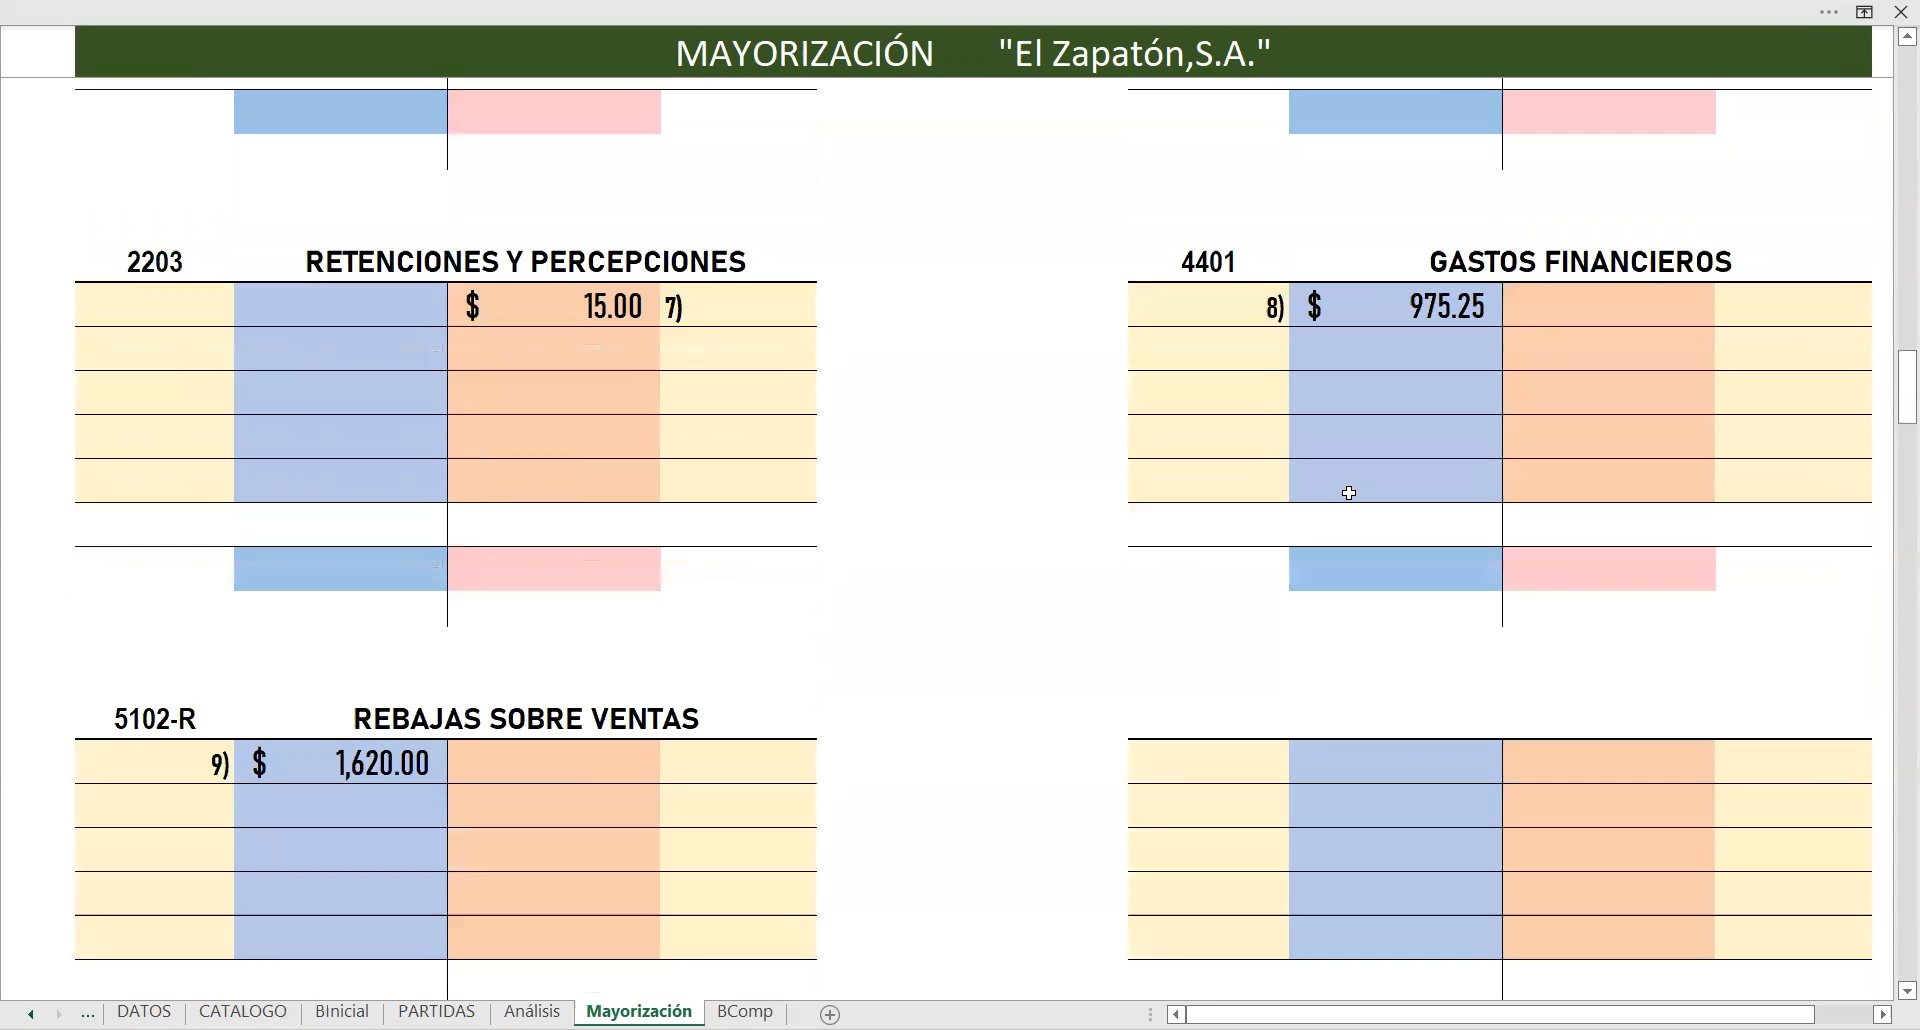 MAYORIZACIÓN "El Zapatón,S.A."
2203 RETENCIONES Y PERCEPCIONES
$ 15.00 7)
4401 GASTOS FINANCIEROS
8) $ 975.25
5102-R REBAJAS SOBRE VENTAS
9) $ 1,620.00
... DATOS CATALOGO BInicial PARTIDAS Análisis Mayorización BComp